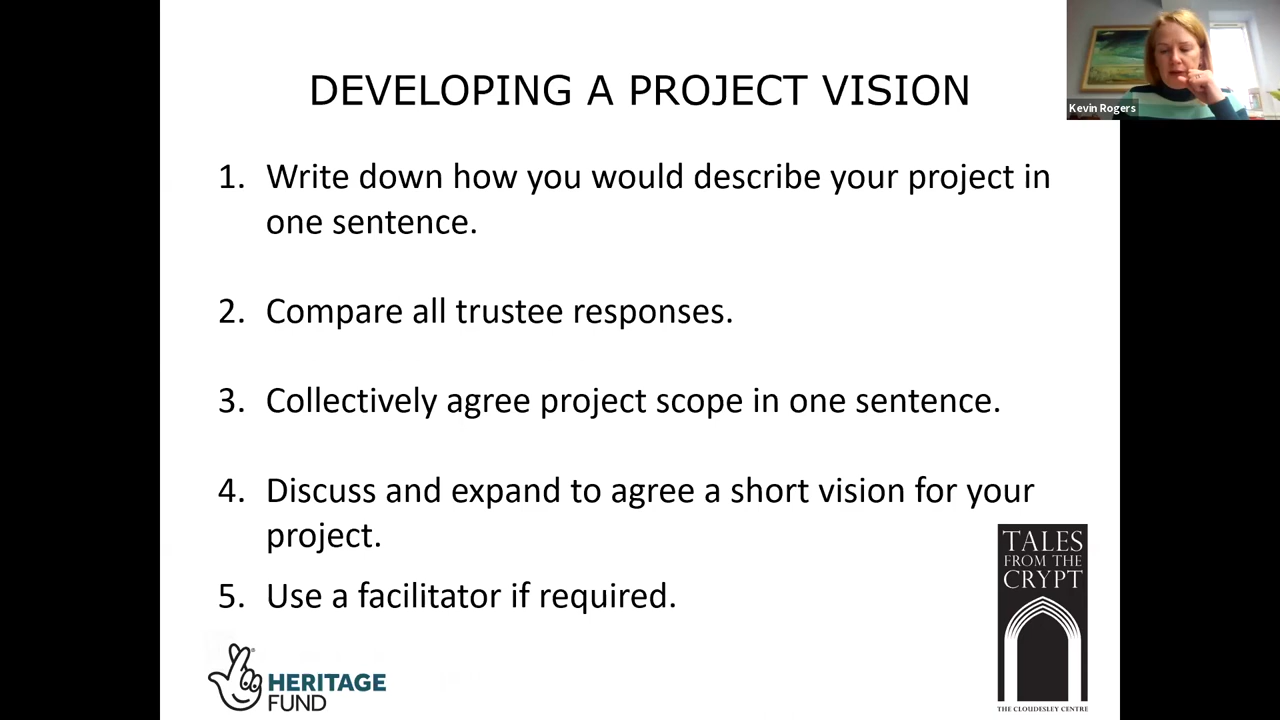 DEVELOPING A PROJECT VISION
Kevin Rogers
1. Write down how you would describe your project in
one sentence.
2. Compare all trustee responses.
3. Collectively agree project scope in one sentence.
4. Discuss and expand to agree a short vision for your
project.
5. Use a facilitator if required.
TALES
FROM THE
CRYPT
THE CLOUDESLEY CENTRE
HERITAGE
FUND